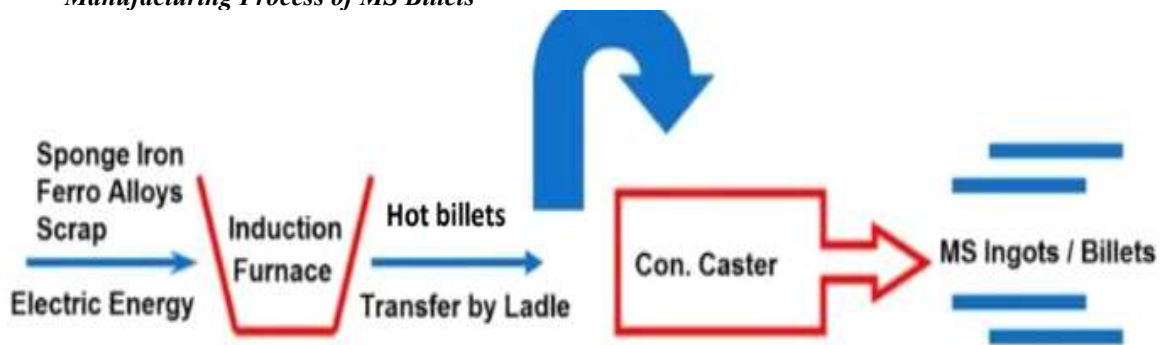 Manufacturing Process of MS Billets
Sponge Iron
Ferro Alloys
Scrap
Electric Energy
Induction
Furnace
Hot billets
Transfer by Ladle
Con. Caster
MS Ingots / Billets